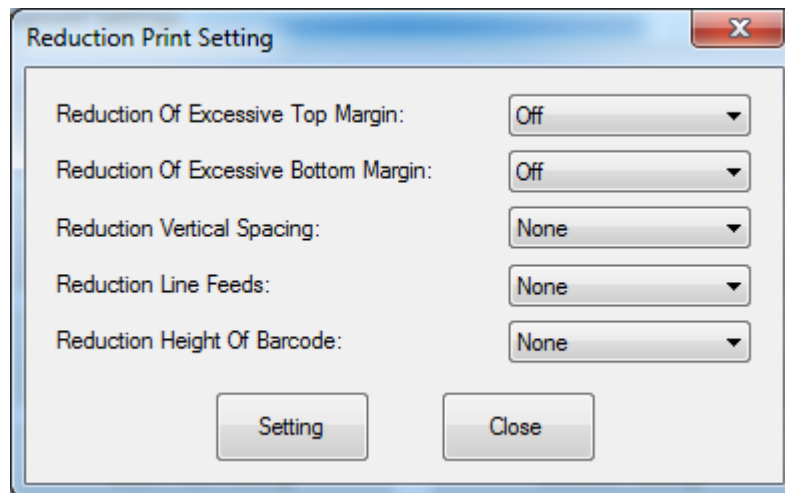 Reduction Print Setting
Reduction Of Excessive Top Margin: Off
Reduction Of Excessive Bottom Margin: Off
Reduction Vertical Spacing: None
Reduction Line Feeds: None
Reduction Height Of Barcode: None
Setting Close